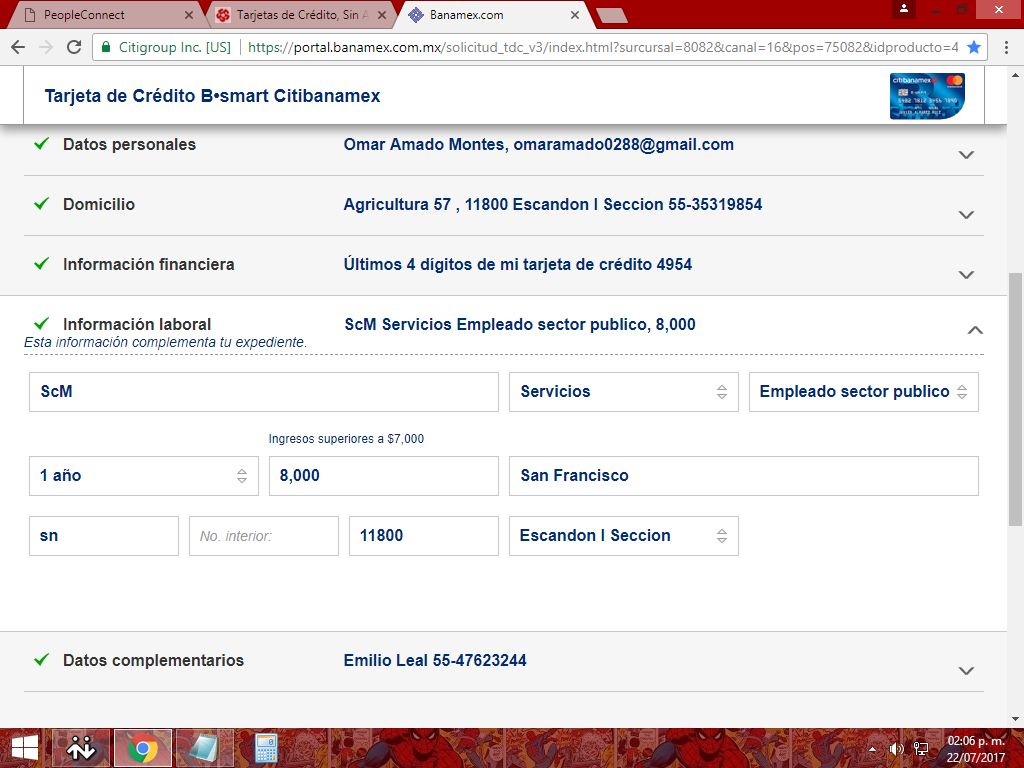 PeopleConnect
Tarjetas de Crédito, Sin A
Banamex.com
Citigroup Inc. [US]
https://portal.banamex.com.mx/solicitud_tdc_v3/index.html?sursursal=8082&canal=16&pos=75082&idproducto=4
Tarjeta de Crédito B•smart Citibanamex
citibanamex
Datos personales
Omar Amado Montes, omaramado0288@gmail.com
Domicilio
Agricultura 57 , 11800 Escandon I Seccion 55-35319854
Información financiera
Últimos 4 dígitos de mi tarjeta de crédito 4954
Información laboral
ScM Servicios Empleado sector publico, 8,000
Esta información complementa tu expediente.
ScM
Servicios
Empleado sector publico
Ingresos superiores a $7,000
1 año
8,000
San Francisco
sn
No. interior:
11800
Escandon I Seccion
Datos complementarios
Emilio Leal 55-47623244
02:06 p. m.
22/07/2017